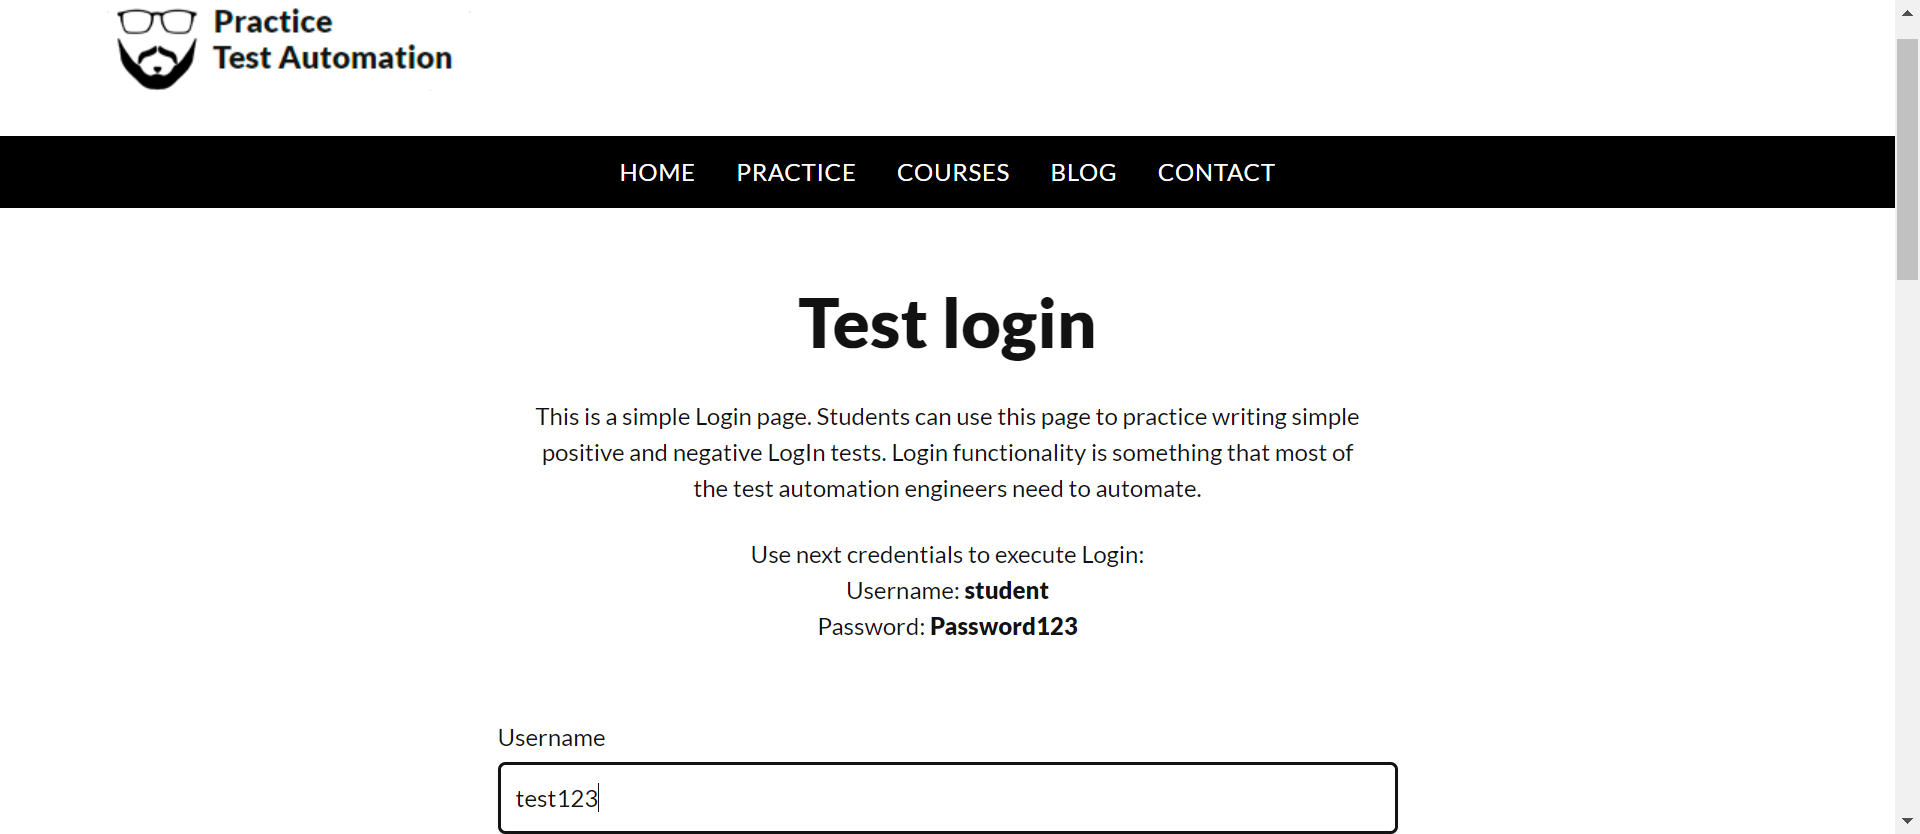 Practice
Test Automation
HOME PRACTICE COURSES BLOG CONTACT
Test login
This is a simple Login page. Students can use this page to practice writing simple
positive and negative LogIn tests. Login functionality is something that most of
the test automation engineers need to automate.
Use next credentials to execute Login:
Username: student
Password: Password123
Username
test123